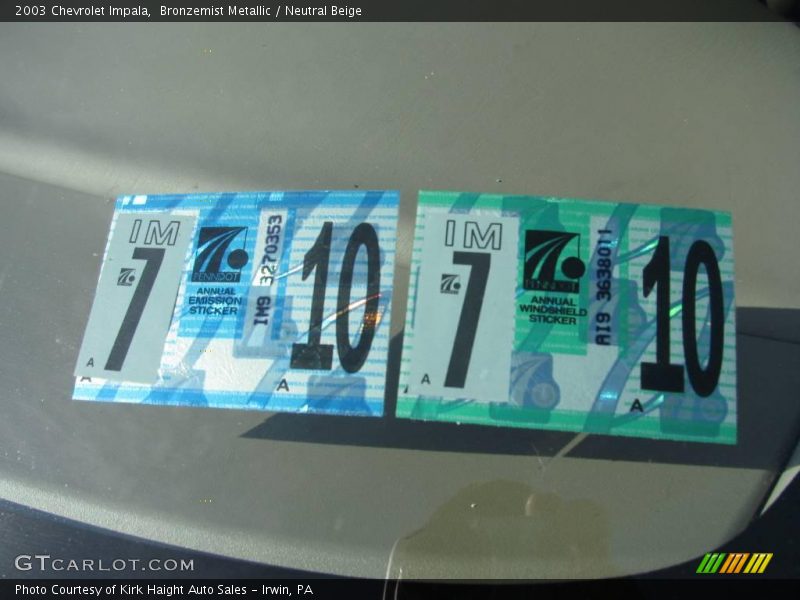 2003 Chevrolet Impala, Bronzemist Metallic / Neutral Beige
IM
7
A
A
PENNDOT
ANNUAL
EMISSION
STICKER
IM9 3270353
10
A
IM
7
A
PENNDOT
ANNUAL
WINDSHIELD
STICKER
AI9 3638011
10
A
GTCARLOT.COM
Photo Courtesy of Kirk Haight Auto Sales - Irwin, PA